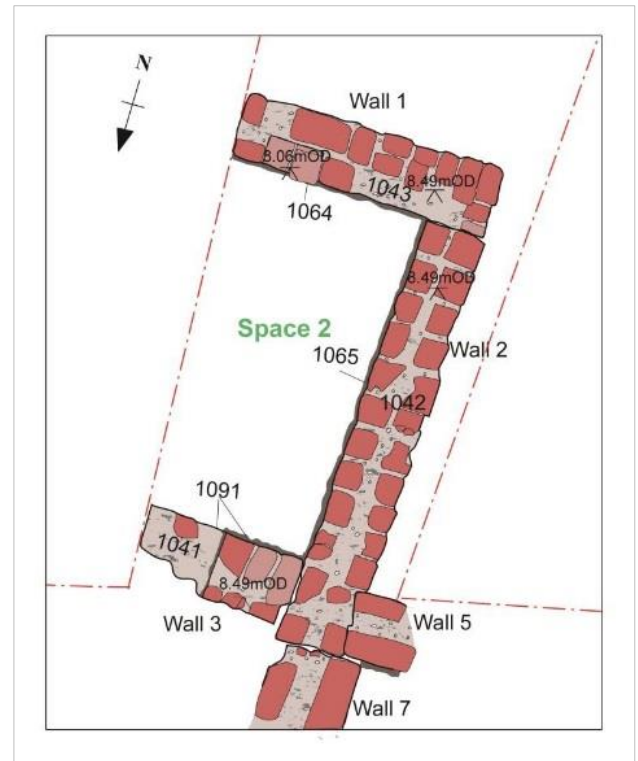 N
Wall 1
8.06mOD
8.49mOD
1043
1064
8.49mOD
Space 2
1065
Wall 2
1042
1091
1041
8.49mOD
Wall 3
Wall 5
Wall 7